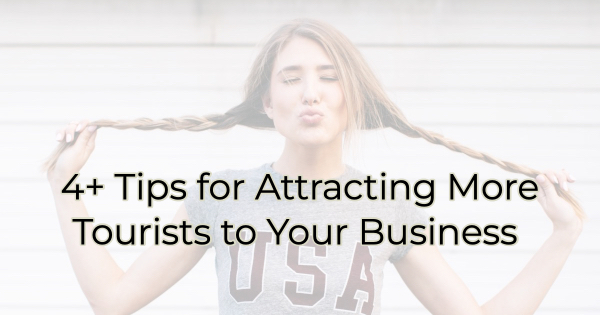 4+ Tips for Attracting More
Tourists to Your Business
USA